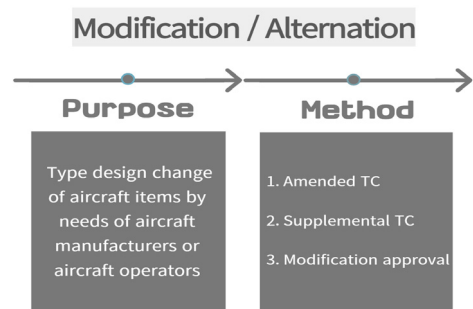 Modification / Alternation
Purpose
Type design change
of aircraft items by
needs of aircraft
manufacturers or
aircraft operators
Method
1. Amended TC
2. Supplemental TC
3. Modification approval